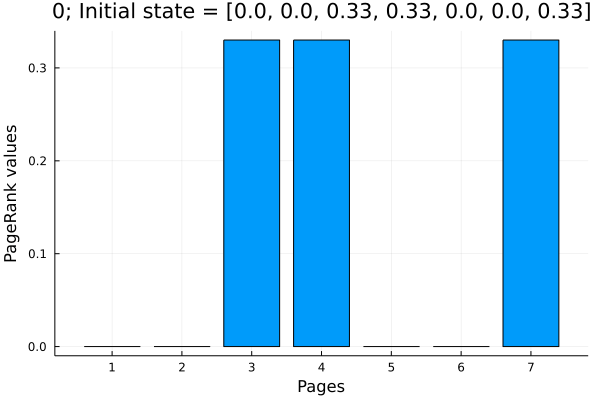 0; Initial state = [0.0, 0.0, 0.33, 0.33, 0.0, 0.0, 0.33]
PageRank values
0.3
0.2
0.1
0.0
1 2 3 4 5 6 7
Pages